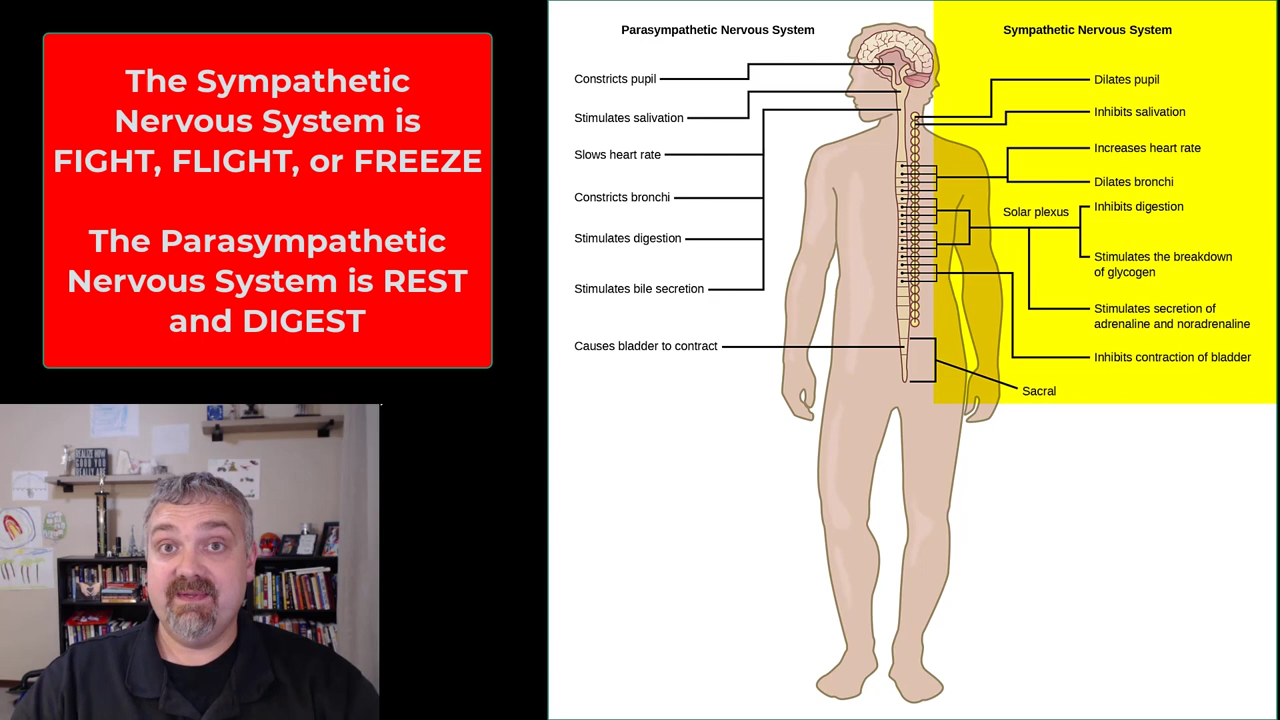 The Sympathetic
Nervous System is
FIGHT, FLIGHT, or FREEZE
The Parasympathetic
Nervous System is REST
and DIGEST
Parasympathetic Nervous System
Constricts pupil
Stimulates salivation
Slows heart rate
Constricts bronchi
Stimulates digestion
Stimulates bile secretion
Causes bladder to contract
Sympathetic Nervous System
Dilates pupil
Inhibits salivation
Increases heart rate
Dilates bronchi
Solar plexus
Inhibits digestion
Stimulates the breakdown
of glycogen
Stimulates secretion of
adrenaline and noradrenaline
Inhibits contraction of bladder
Sacral